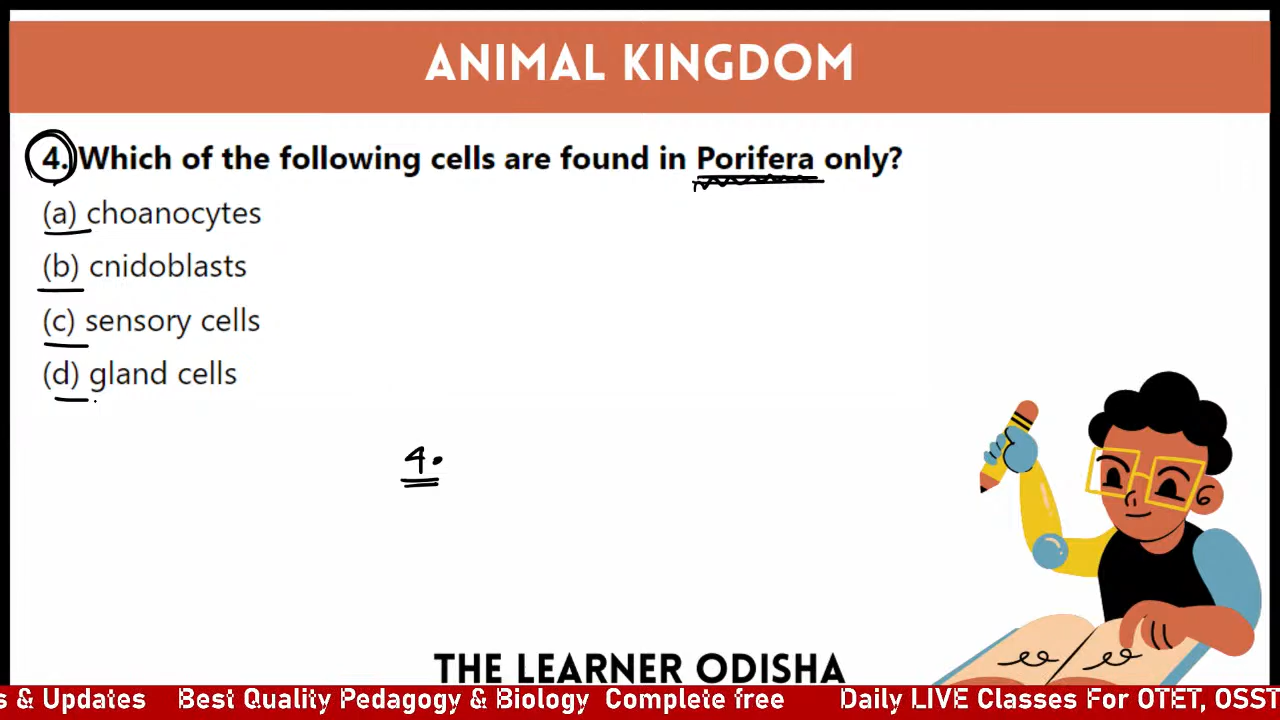 ANIMAL KINGDOM
4. Which of the following cells are found in Porifera only?
(a) choanocytes
(b) cnidoblasts
(c) sensory cells
(d) gland cells
4.
THE LEARNER ODISHA
s & Updates Best Quality Pedagogy & Biology Complete free Daily LIVE Classes For OTET, OSST